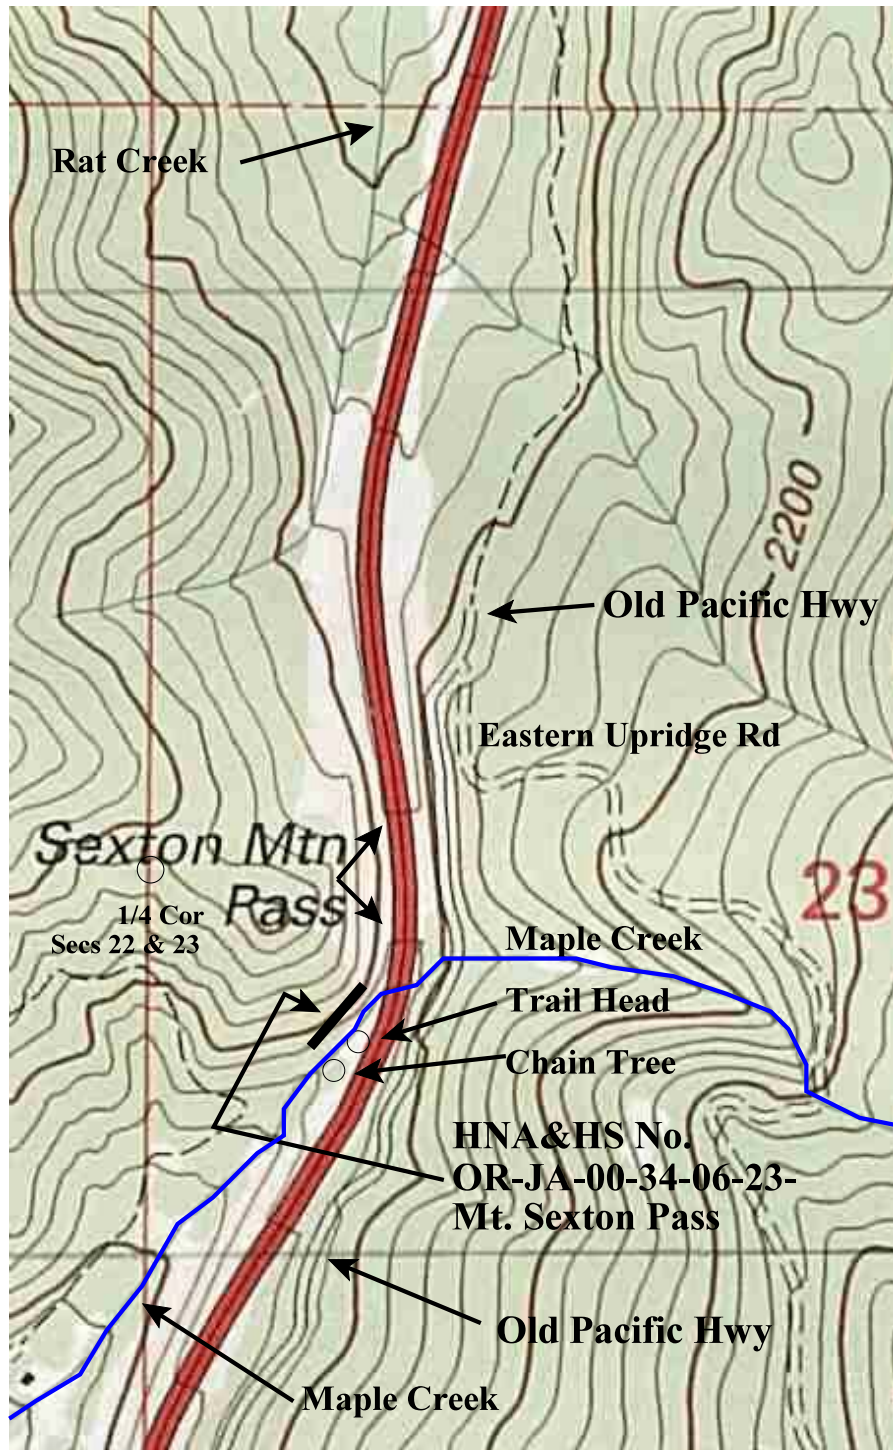 Rat Creek
2200
Old Pacific Hwy
Eastern Upridge Rd
Sexton Mtn
Pass
23
1/4 Cor
Secs 22 & 23
Maple Creek
Trail Head
Chain Tree
HNA&HS No.
OR-JA-00-34-06-23-
Mt. Sexton Pass
Old Pacific Hwy
Maple Creek